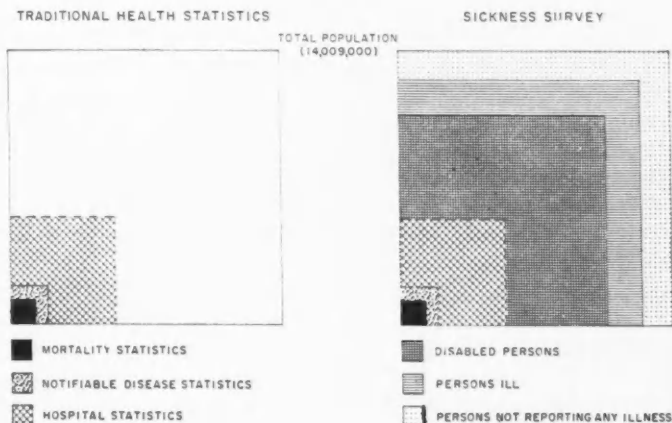 TRADITIONAL HEALTH STATISTICS
SICKNESS SURVEY
TOTAL POPULATION
(14,009,000)
MORTALITY STATISTICS
NOTIFIABLE DISEASE STATISTICS
HOSPITAL STATISTICS
DISABLED PERSONS
PERSONS ILL
PERSONS NOT REPORTING ANY ILLNESS